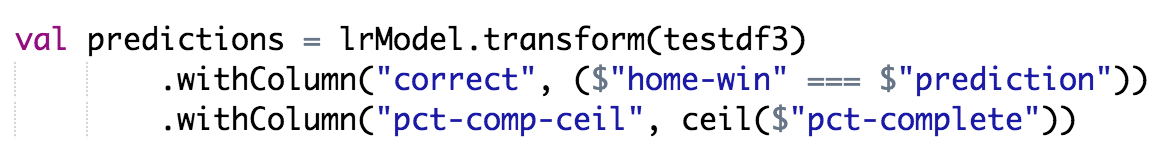 val predictions = lrModel.transform(testdf3)
.withColumn("correct", ($"home-win" === $"prediction"))
.withColumn("pct-comp-ceil", ceil($"pct-complete"))